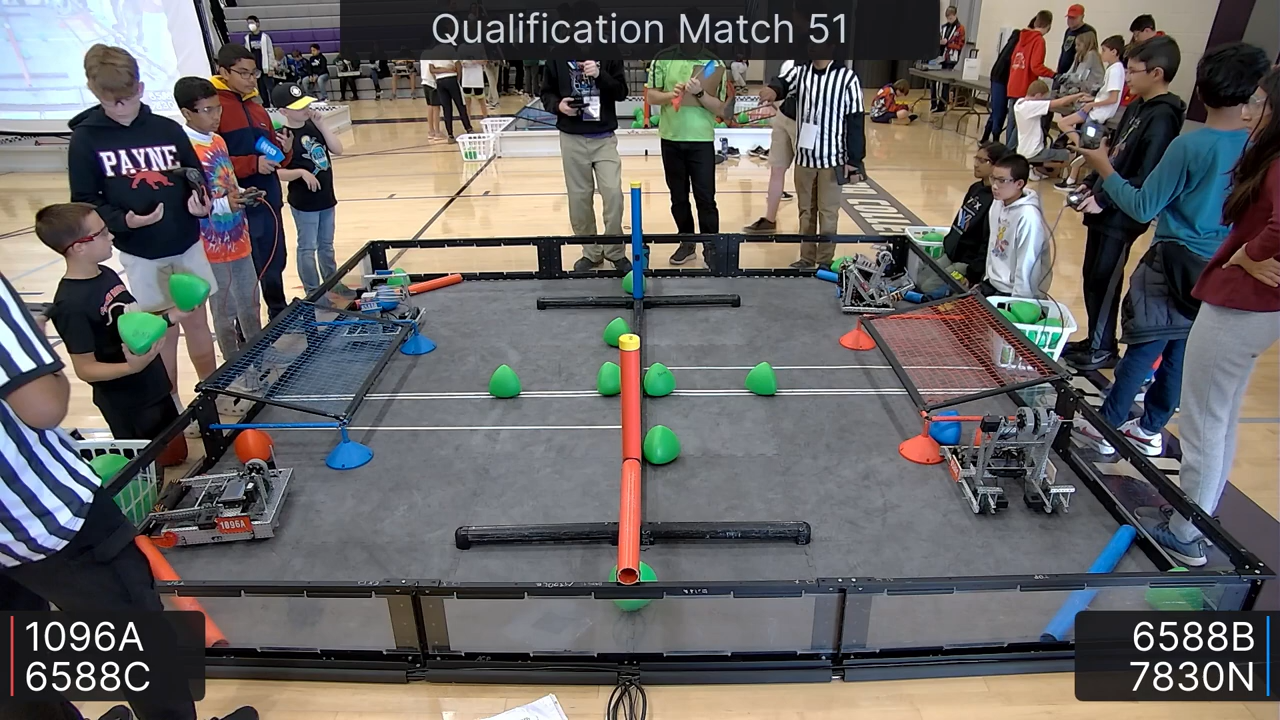 Qualification Match 51
PAYNE
1096A
1096A
6588C
6588B
7830N